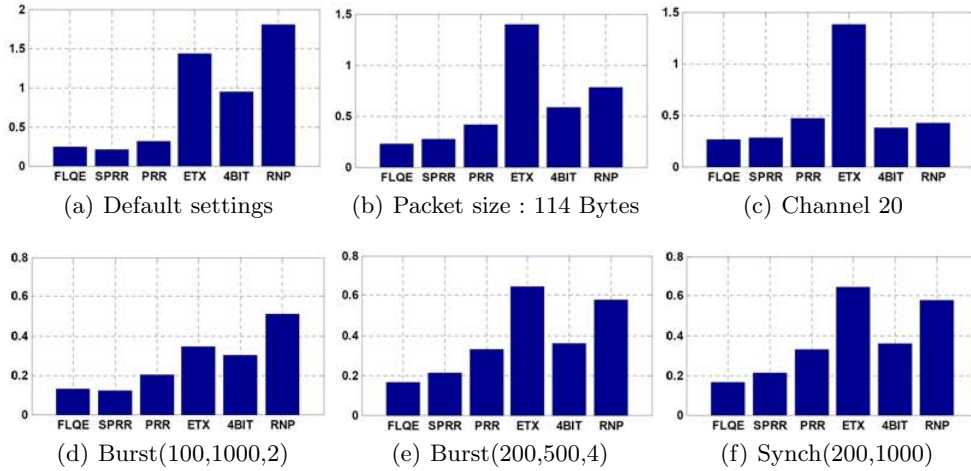 2
1.5
1
0.5
0
FLQE SPRR PRR ETX 4BIT RNP
(a) Default settings
1.5
1
0.5
0
FLQE SPRR PRR ETX 4BIT RNP
(b) Packet size : 114 Bytes
1.5
1
0.5
0
FLQE SPRR PRR ETX 4BIT RNP
(c) Channel 20
0.8
0.6
0.4
0.2
0
FLQE SPRR PRR ETX 4BIT RNP
(d) Burst(100,1000,2)
0.8
0.6
0.4
0.2
0
FLQE SPRR PRR ETX 4BIT RNP
(e) Burst(200,500,4)
0.8
0.6
0.4
0.2
0
FLQE SPRR PRR ETX 4BIT RNP
(f) Synch(200,1000)